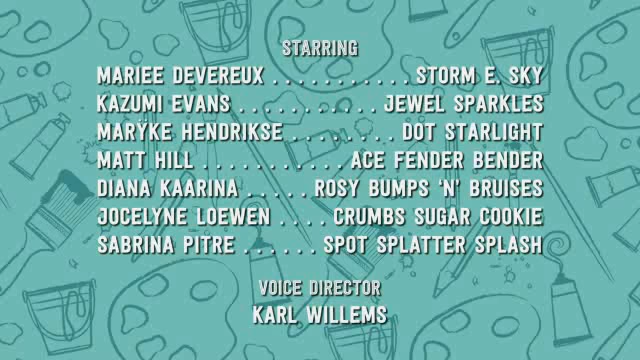 STARRING
MARIEE DEVEREUX . . . . . . . . . . . STORM E. SKY
KAZUMI EVANS . . . . . . . . . . . JEWEL SPARKLES
MARŸKE HENDRIKSE . . . . . . . . DOT STARLIGHT
MATT HILL . . . . . . . . . . . ACE FENDER BENDER
DIANA KAARINA . . . . . ROSY BUMPS 'N' BRUISES
JOCELYNE LOEWEN . . . . CRUMBS SUGAR COOKIE
SABRINA PITRE . . . . . . SPOT SPLATTER SPLASH
VOICE DIRECTOR
KARL WILLEMS